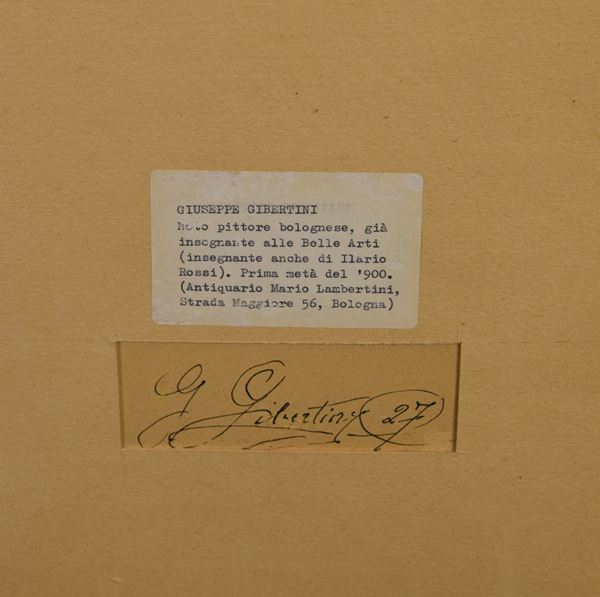 GIUSEPPE GIBERTINI
Noto pittore bolognese, già
insegnante alle Belle Arti
(insegnante anche di Ilario
Rossi). Prima metà del '900.
(Antiquario Mario Lambertini,
Strada Maggiore 56, Bologna)
G Gibertini (27)